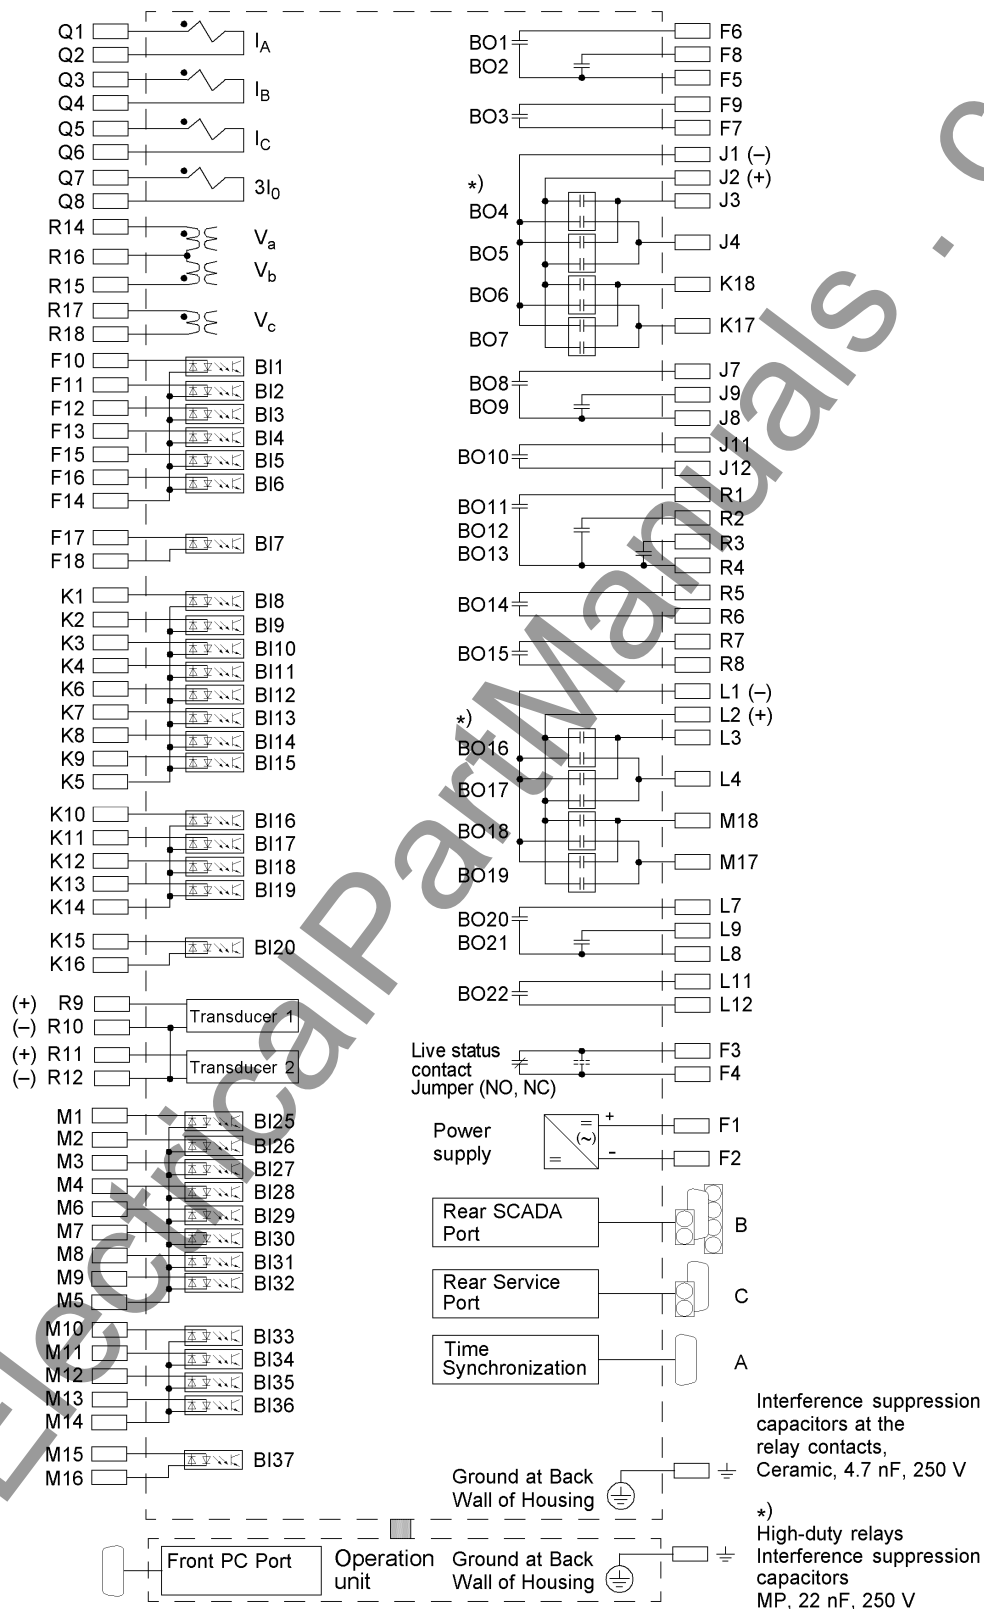 Q1
Q2
IA
Q3
Q4
IB
Q5
Q6
IC
Q7
Q8
3I0
R14
R16
R15
Va
Vb
R17
R18
Vc
F10
BI1
F11
BI2
F12
BI3
F13
BI4
F15
BI5
F16
BI6
F14
F17
BI7
F18
K1
BI8
K2
BI9
K3
BI10
K4
BI11
K6
BI12
K7
BI13
K8
BI14
K9
BI15
K5
K10
BI16
K11
BI17
K12
BI18
K13
BI19
K14
K15
BI20
K16
(+) R9
(–) R10
Transducer 1
(+) R11
(–) R12
Transducer 2
M1
BI25
M2
BI26
M3
BI27
M4
BI28
M6
BI29
M7
BI30
M8
BI31
M9
BI32
M5
M10
BI33
M11
BI34
M12
BI35
M13
BI36
M14
M15
BI37
M16
BO1
BO2
F6
F8
F5
BO3
F9
F7
J1 (–)
J2 (+)
*)
BO4
J3
BO5
J4
BO6
K18
BO7
K17
BO8
BO9
J7
J9
J8
BO10
J11
J12
BO11
BO12
BO13
R1
R2
R3
R4
BO14
R5
R6
BO15
R7
R8
L1 (–)
L2 (+)
*)
BO16
L3
BO17
L4
BO18
M18
BO19
M17
BO20
BO21
L7
L9
L8
BO22
L11
L12
Live status
contact
Jumper (NO, NC)
F3
F4
Power
supply
=
(~)
=
+
-
F1
F2
Rear SCADA
Port
B
Rear Service
Port
C
Time
Synchronization
A
Interference suppression
capacitors at the
relay contacts,
Ceramic, 4.7 nF, 250 V
Ground at Back
Wall of Housing
*)
High-duty relays
Interference suppression
capacitors
MP, 22 nF, 250 V
Front PC Port
Operation
unit
Ground at Back
Wall of Housing
ElectricalPartManuals . c